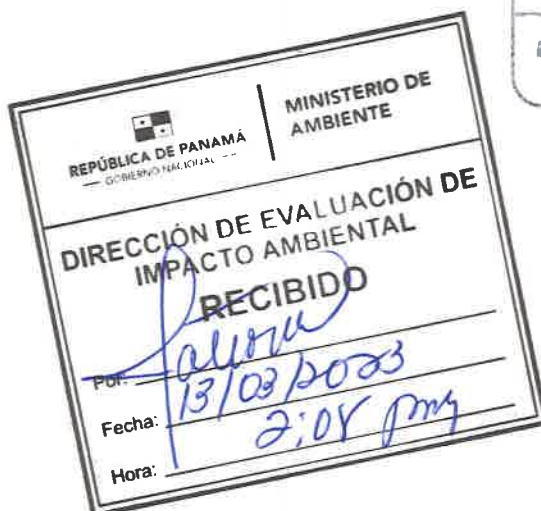 REPÚBLICA DE PANAMÁ
— GOBIERNO NACIONAL —
MINISTERIO DE
AMBIENTE
DIRECCIÓN DE EVALUACIÓN DE
IMPACTO AMBIENTAL
RECIBIDO
Por:
Fecha: 13/03/2023
Hora: 2:08 pm